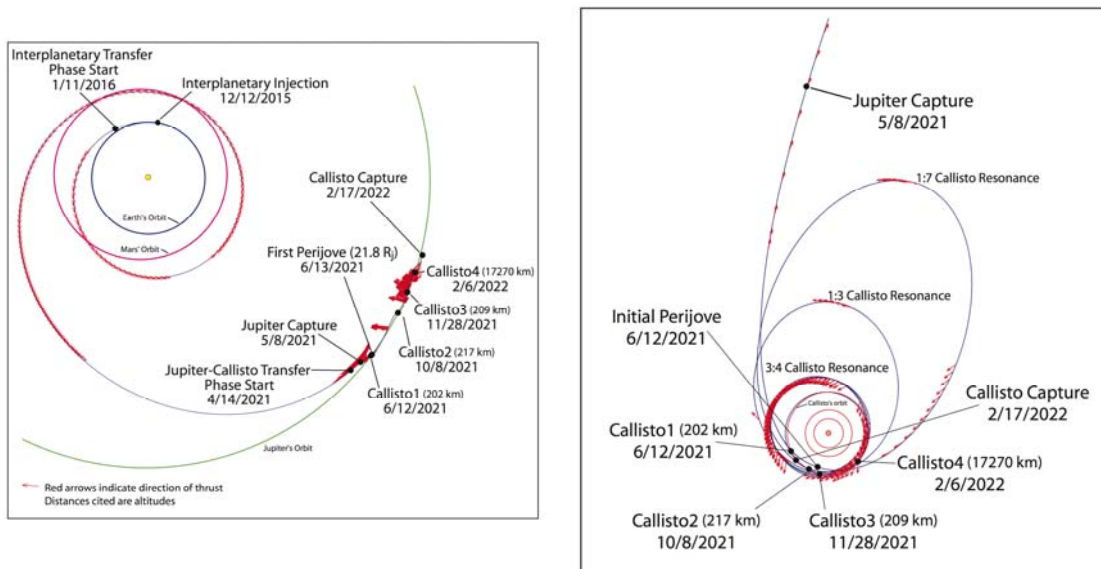 Interplanetary Transfer
Phase Start
1/11/2016
Interplanetary Injection
12/12/2015
Earth's Orbit
Mars' Orbit
Callisto Capture
2/17/2022
First Perijove (21.8 Rj)
6/13/2021
Callisto4 (17270 km)
2/6/2022
Callisto3 (209 km)
11/28/2021
Jupiter Capture
5/8/2021
Callisto2 (217 km)
10/8/2021
Jupiter-Callisto Transfer
Phase Start
4/14/2021
Callisto1 (202 km)
6/12/2021
Jupiter's Orbit
Red arrows indicate direction of thrust
Distances cited are altitudes
Jupiter Capture
5/8/2021
1:7 Callisto Resonance
1:3 Callisto Resonance
Initial Perijove
6/12/2021
3:4 Callisto Resonance
Callisto's orbit
Callisto Capture
2/17/2022
Callisto1 (202 km)
6/12/2021
Callisto4 (17270 km)
2/6/2022
Callisto2 (217 km)
10/8/2021
Callisto3 (209 km)
11/28/2021